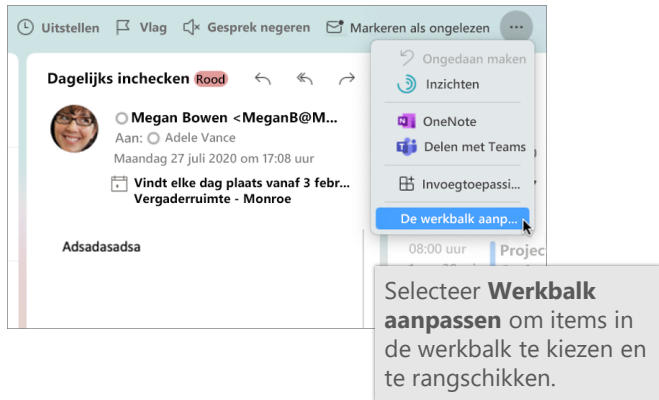 Uitstellen Vlag Gesprek negeren Markeren als ongelezen
Ongedaan maken
Dagelijks inchecken Rood
Inzichten
Megan Bowen <MeganB@M...
OneNote
Aan: Adele Vance
Delen met Teams
Maandag 27 juli 2020 om 17:08 uur
Vindt elke dag plaats vanaf 3 febr...
Invoegtoepassi...
Vergaderruimte - Monroe
De werkbalk aanp...
Adsadasadsa
08:00 uur Projec
Selecteer Werkbalk
aanpassen om items in
de werkbalk te kiezen en
te rangschikken.